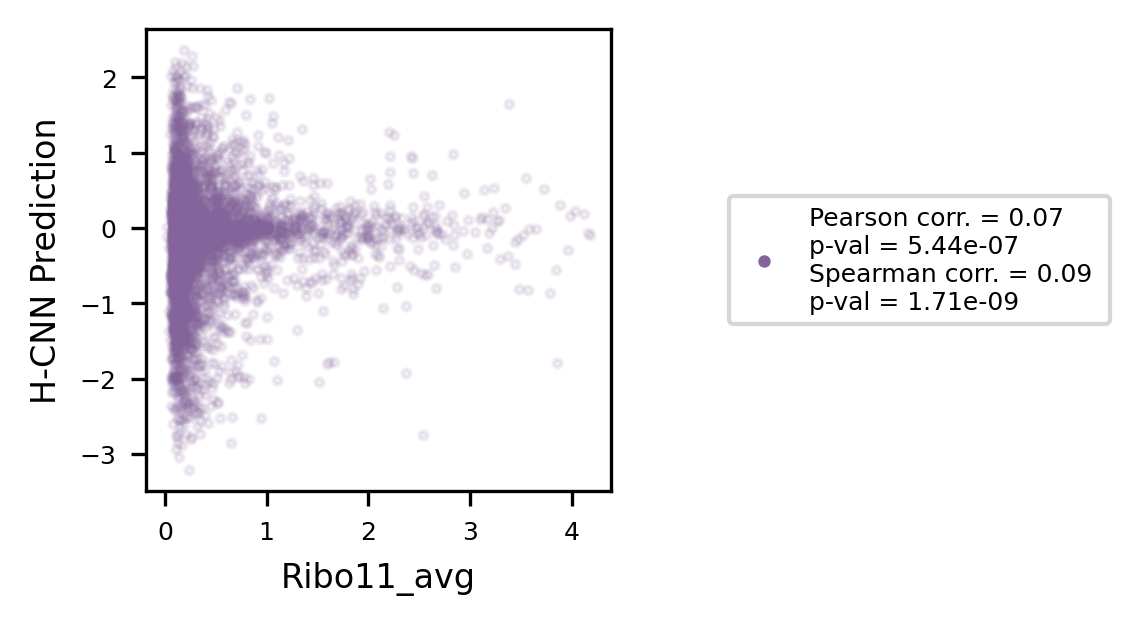 2
1
0
−1
−2
−3
H-CNN Prediction
0 1 2 3 4
Ribo11_avg
Pearson corr. = 0.07
p-val = 5.44e-07
Spearman corr. = 0.09
p-val = 1.71e-09